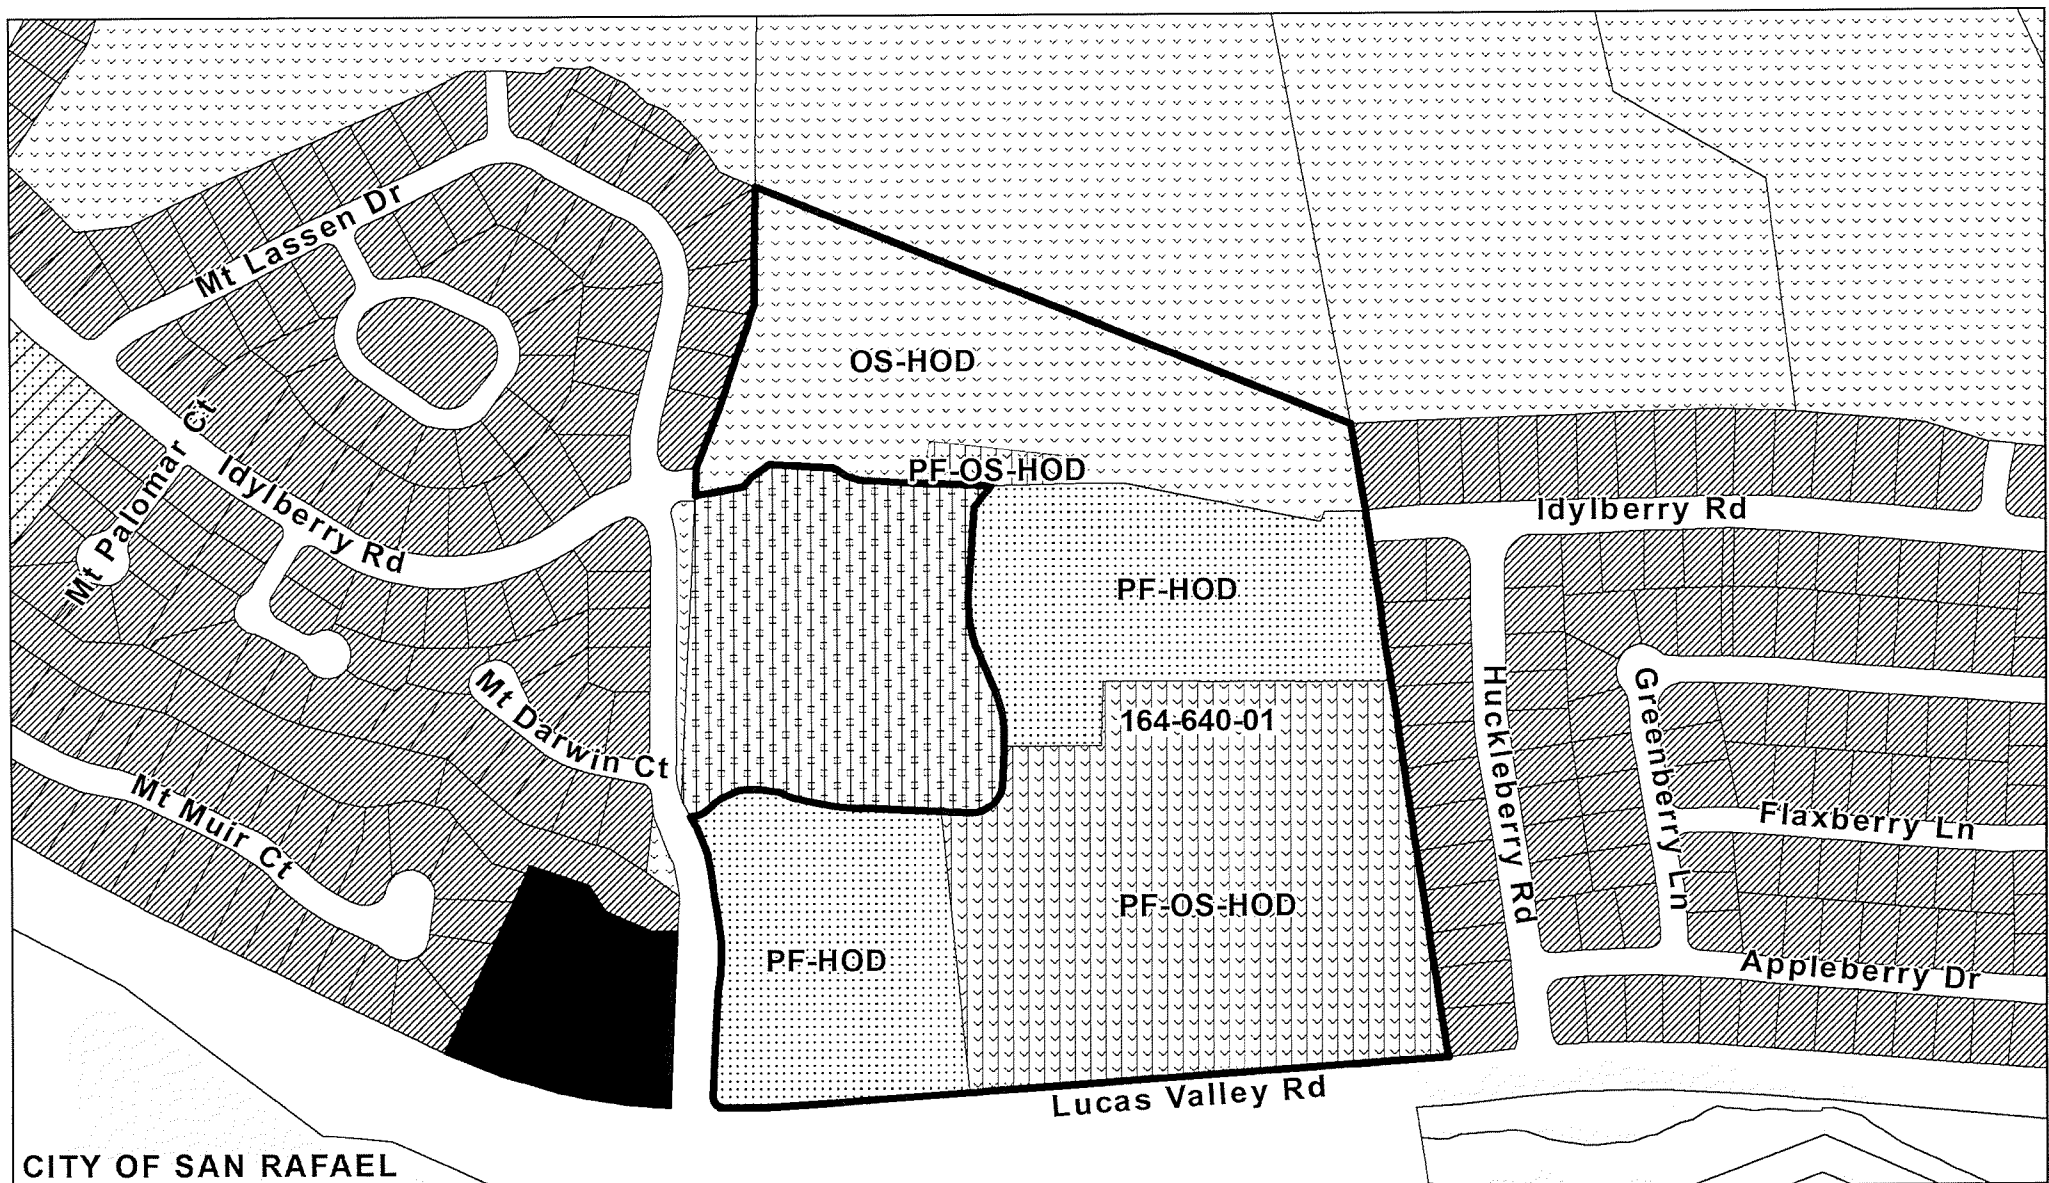 Mt Lassen Dr
OS-HOD
Mt Palomar Ct
Idylberry Rd
PF-OS-HOD
Idylberry Rd
PF-HOD
Mt Darwin Ct
164-640-01
Huckleberry Rd
Greenberry Ln
Mt Muir Ct
Flaxberry Ln
PF-OS-HOD
PF-HOD
Appleberry Dr
Lucas Valley Rd
CITY OF SAN RAFAEL